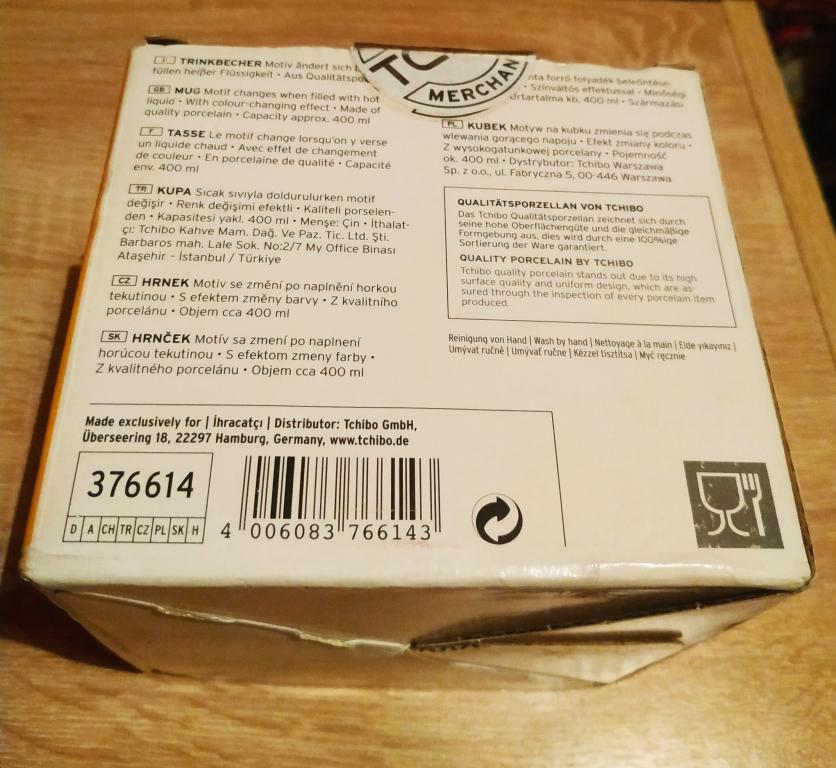 D TRINKBECHER Motiv ändert sich b
füllen heißer Flüssigkeit • Aus Qualitätspo
GB MUG Motif changes when filled with hot
liquid • With colour-changing effect • Made of
quality porcelain • Capacity approx. 400 ml
F TASSE Le motif change lorsqu'on y verse
un liquide chaud • Avec effet de changement
de couleur • En porcelaine de qualité • Capacité
env. 400 ml
TR KUPA Sıcak sıvıyla doldurulurken motif
değişir • Renk değişimi efektli • Kaliteli porselen-
den • Kapasitesi yakl. 400 ml • Menşe: Çin • İthalat-
çı: Tchibo Kahve Mam. Dağ. Ve Paz. Tic. Ltd. Şti.
Barbaros mah. Lale Sok. No:2/7 My Office Binası
Ataşehir - İstanbul / Türkiye
CZ HRNEK Motiv se změní po naplnění horkou
tekutinou • S efektem změny barvy • Z kvalitního
porcelánu • Objem cca 400 ml
SK HRNČEK Motív sa zmení po naplnení
horúcou tekutinou • S efektom zmeny farby •
Z kvalitného porcelánu • Objem cca 400 ml
TC
MERCHAN
nta forró folyadék beleöntése-
• Színváltós effektussal • Minőségi
űrtartalma kb. 400 ml • Származási
PL KUBEK Motyw na kubku zmienia się podczas
wlewania gorącego napoju • Efekt zmiany koloru •
Z wysokogatunkowej porcelany • Pojemność
ok. 400 ml • Dystrybutor: Tchibo Warszawa
Sp. z o.o., ul. Fabryczna 5, 00-446 Warszawa
QUALITÄTSPORZELLAN VON TCHIBO
Das Tchibo Qualitätsporzellan zeichnet sich durch
seine hohe Oberflächengüte und die gleichmäßige
Formgebung aus, dies wird durch eine 100%ige
Sortierung der Ware garantiert.
QUALITY PORCELAIN BY TCHIBO
Tchibo quality porcelain stands out due to its high
surface quality and uniform design, which are as-
sured through the inspection of every porcelain item
produced.
Reinigung von Hand | Wash by hand | Nettoyage à la main | Elde yıkayınız |
Umývat ručně | Umývať ručne | Kézzel tisztítsa | Myć ręcznie
Made exclusively for | İhracatçı | Distributor: Tchibo GmbH,
Überseering 18, 22297 Hamburg, Germany, www.tchibo.de
376614
D A CH TR CZ PL SK H
4 006083 766143